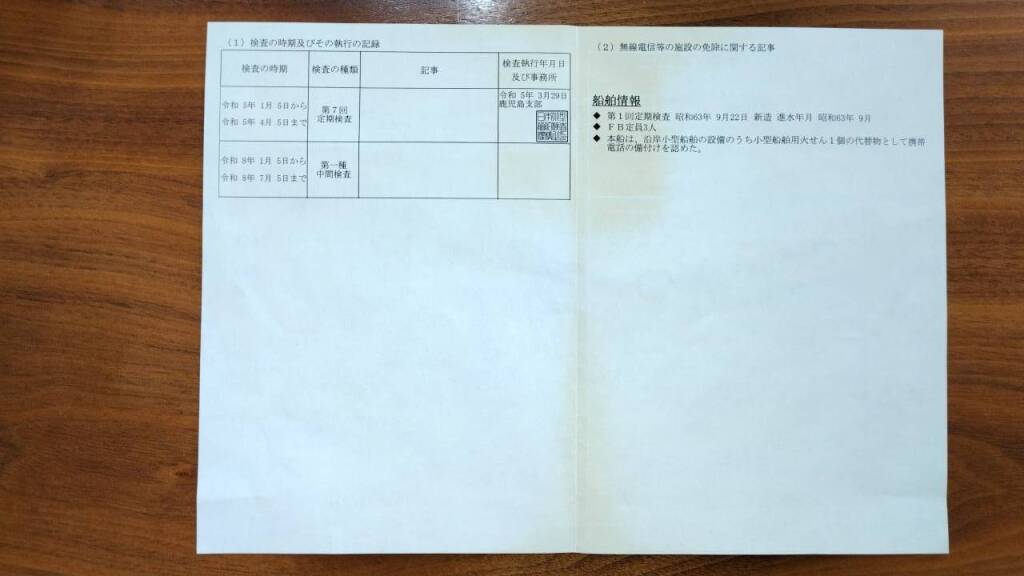 (1) 検査の時期及びその執行の記録
検査の時期 検査の種類 記事 検査執行年月日
及び事務所
令和 5年 1月 5日から
令和 5年 4月 5日まで
第7回
定期検査
令和 5年 3月29日
鹿児島支部
令和 8年 1月 5日から
令和 8年 7月 5日まで
第一種
中間検査
(2) 無線電信等の施設の免除に関する記事
船舶情報
◆ 第1回定期検査 昭和63年 9月22日 新造 進水年月 昭和63年 9月
◆ FB定員3人
◆ 本船は、沿岸小型船舶の設備のうち小型船舶用火せん1個の代替物として携帯
電話の備付けを認めた。